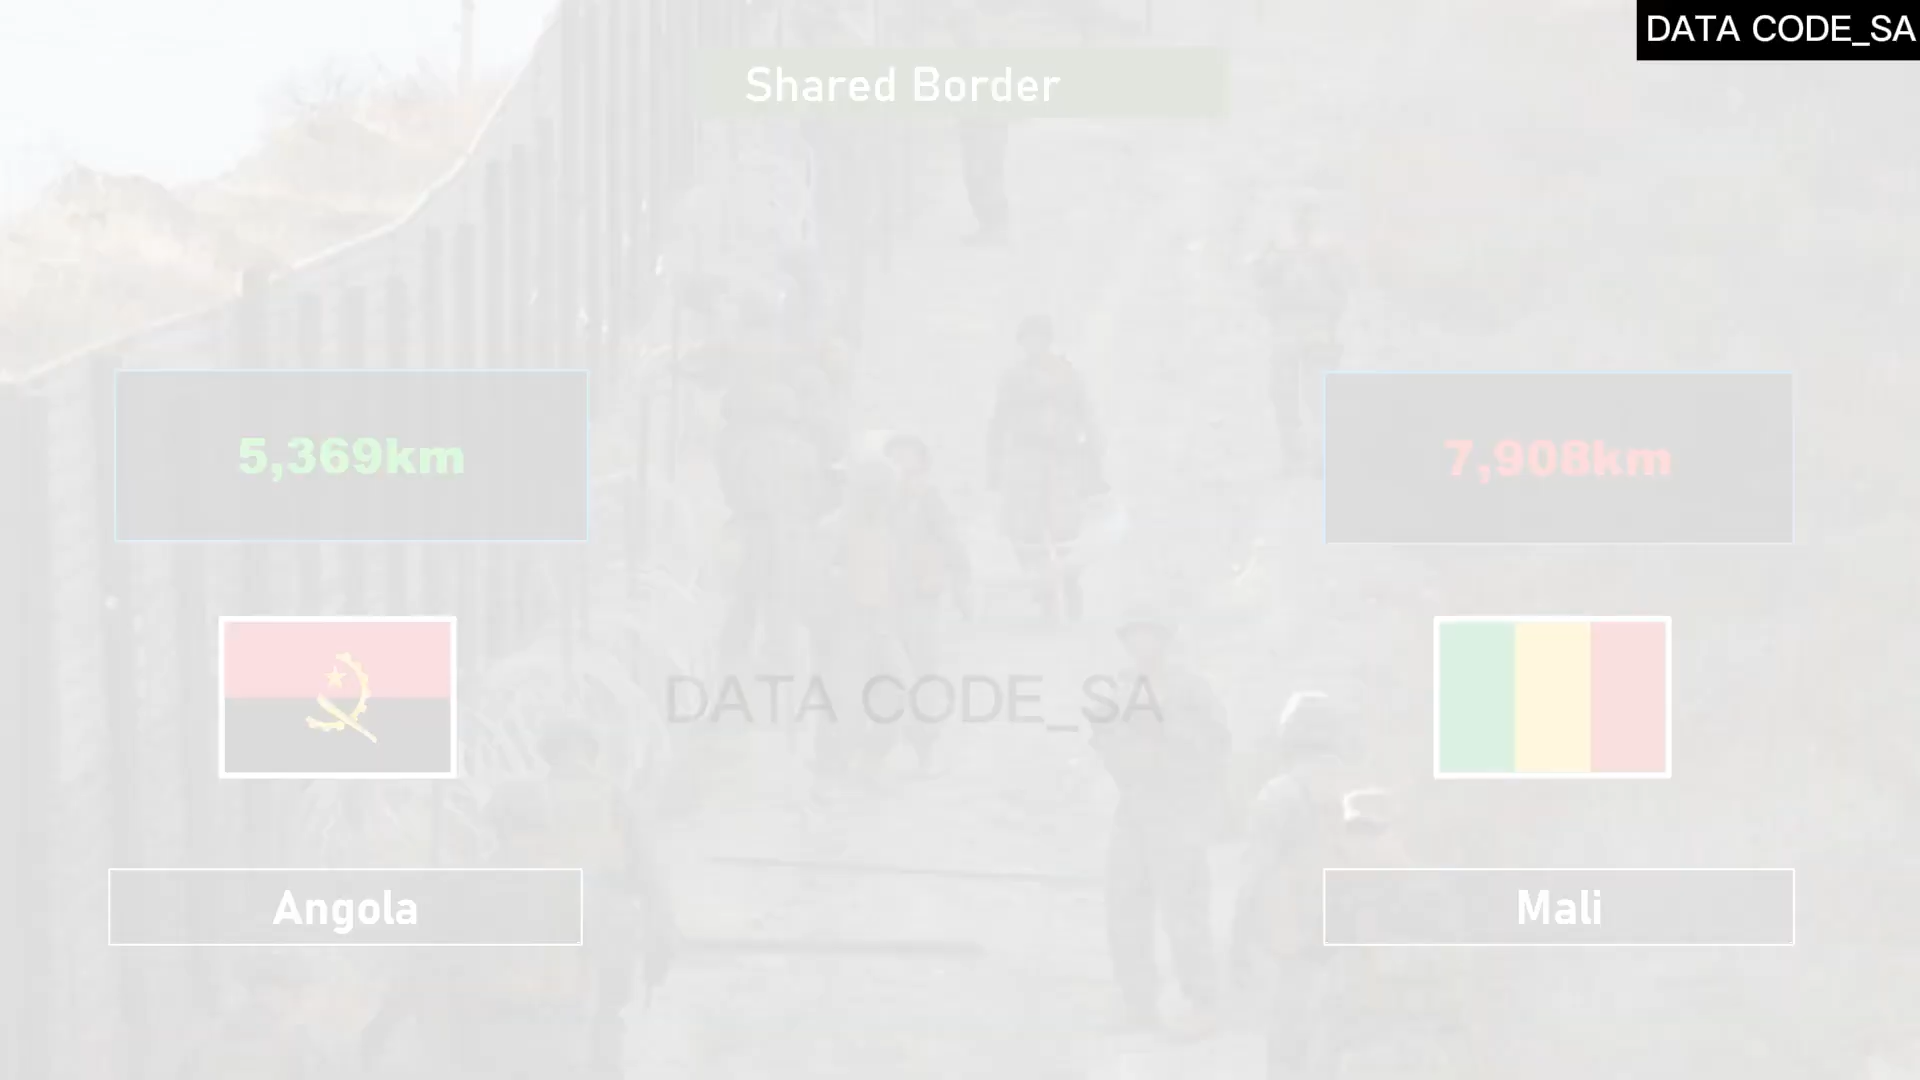 DATA CODE_SA
Shared Border
5,369km
7,908km
DATA CODE_SA
Angola
Mali